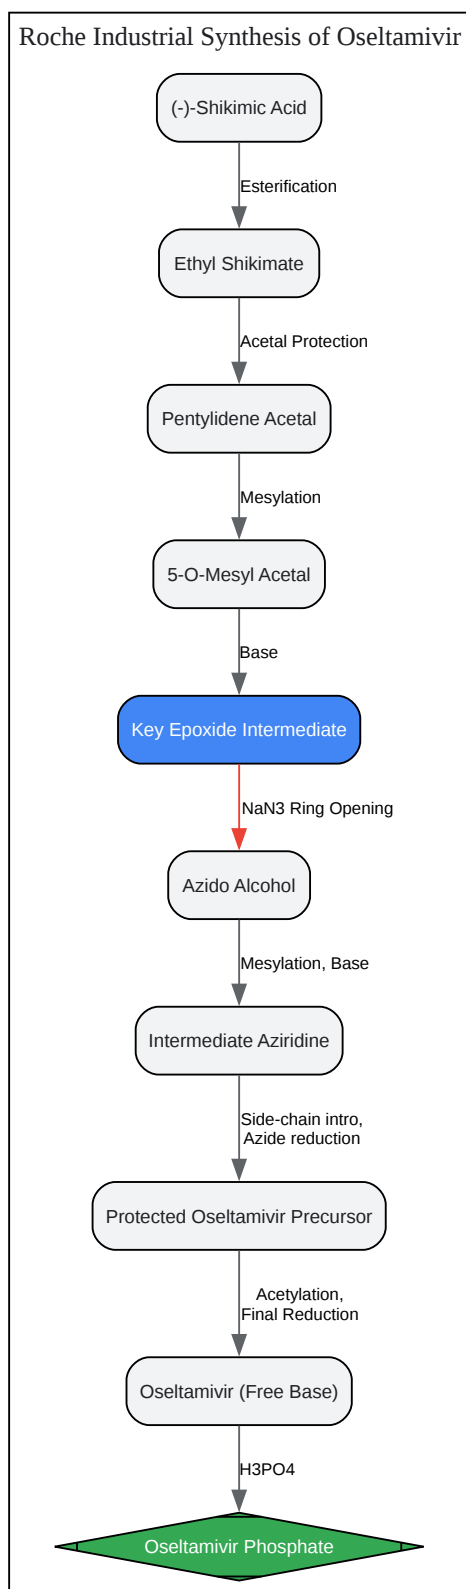 Roche Industrial Synthesis of Oseltamivir
(-)-Shikimic Acid
Esterification
Ethyl Shikimate
Acetal Protection
Pentylidene Acetal
Mesylation
5-O-Mesyl Acetal
Base
Key Epoxide Intermediate
NaN3 Ring Opening
Azido Alcohol
Mesylation, Base
Intermediate Aziridine
Side-chain intro,
Azide reduction
Protected Oseltamivir Precursor
Acetylation,
Final Reduction
Oseltamivir (Free Base)
H3PO4
Oseltamivir Phosphate